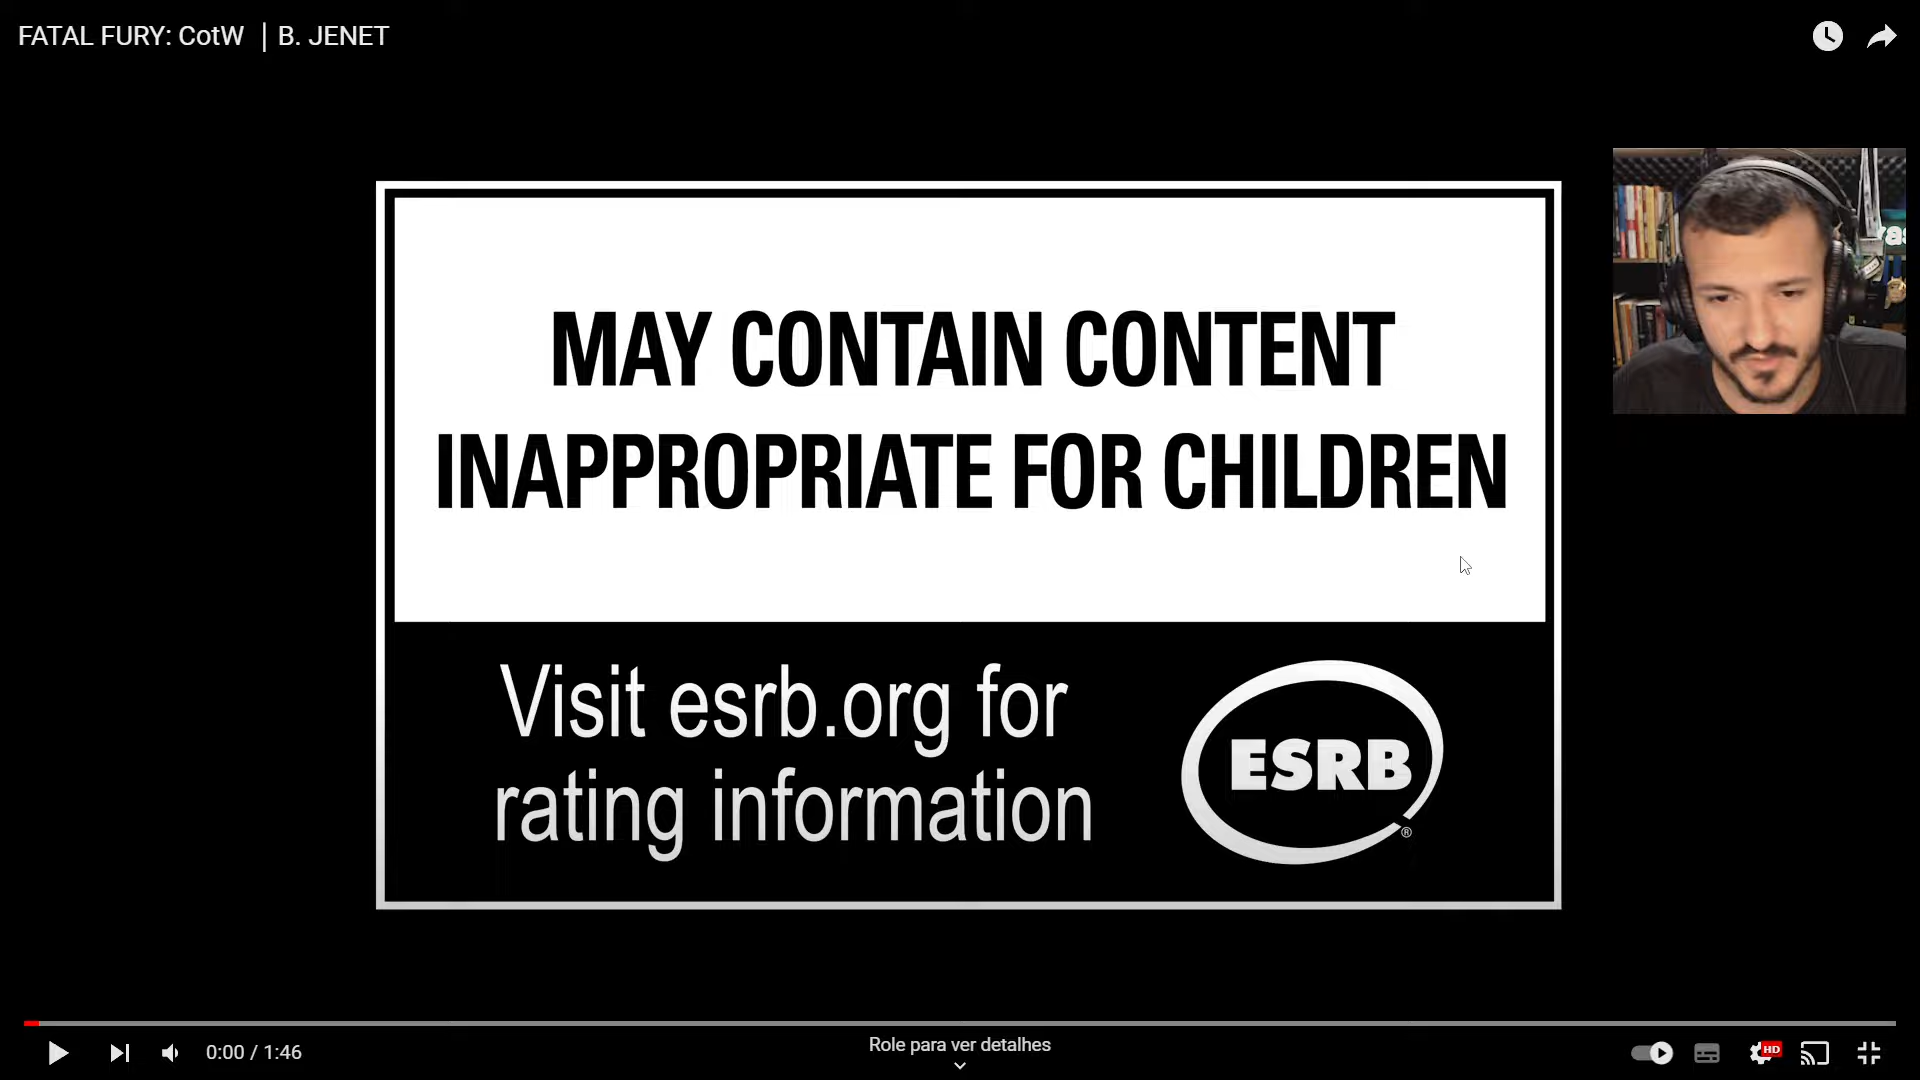 FATAL FURY: CotW │B. JENET
MAY CONTAIN CONTENT
INAPPROPRIATE FOR CHILDREN
Visit esrb.org for
rating information
ESRB
®
0:00 / 1:46
Role para ver detalhes
HD